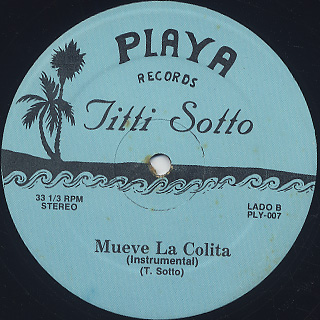 PLAYA
RECORDS
Titti Sotto
33 1/3 RPM
STEREO
LADO B
PLY-007
Mueve La Colita
(Instrumental)
(T. Sotto)